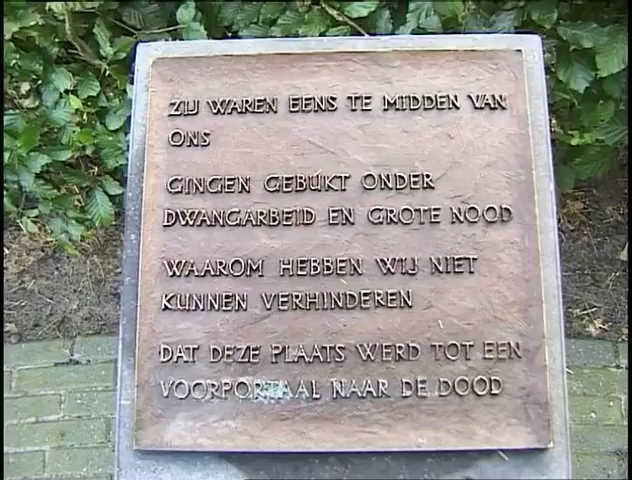 ZIJ WAREN EENS TE MIDDEN VAN
ONS
GINGEN GEBUKT ONDER
DWANGARBEID EN GROTE NOOD
WAAROM HEBBEN WIJ NIET
KUNNEN VERHINDEREN
DAT DEZE PLAATS WERD TOT EEN
VOORPORTAAL NAAR DE DOOD